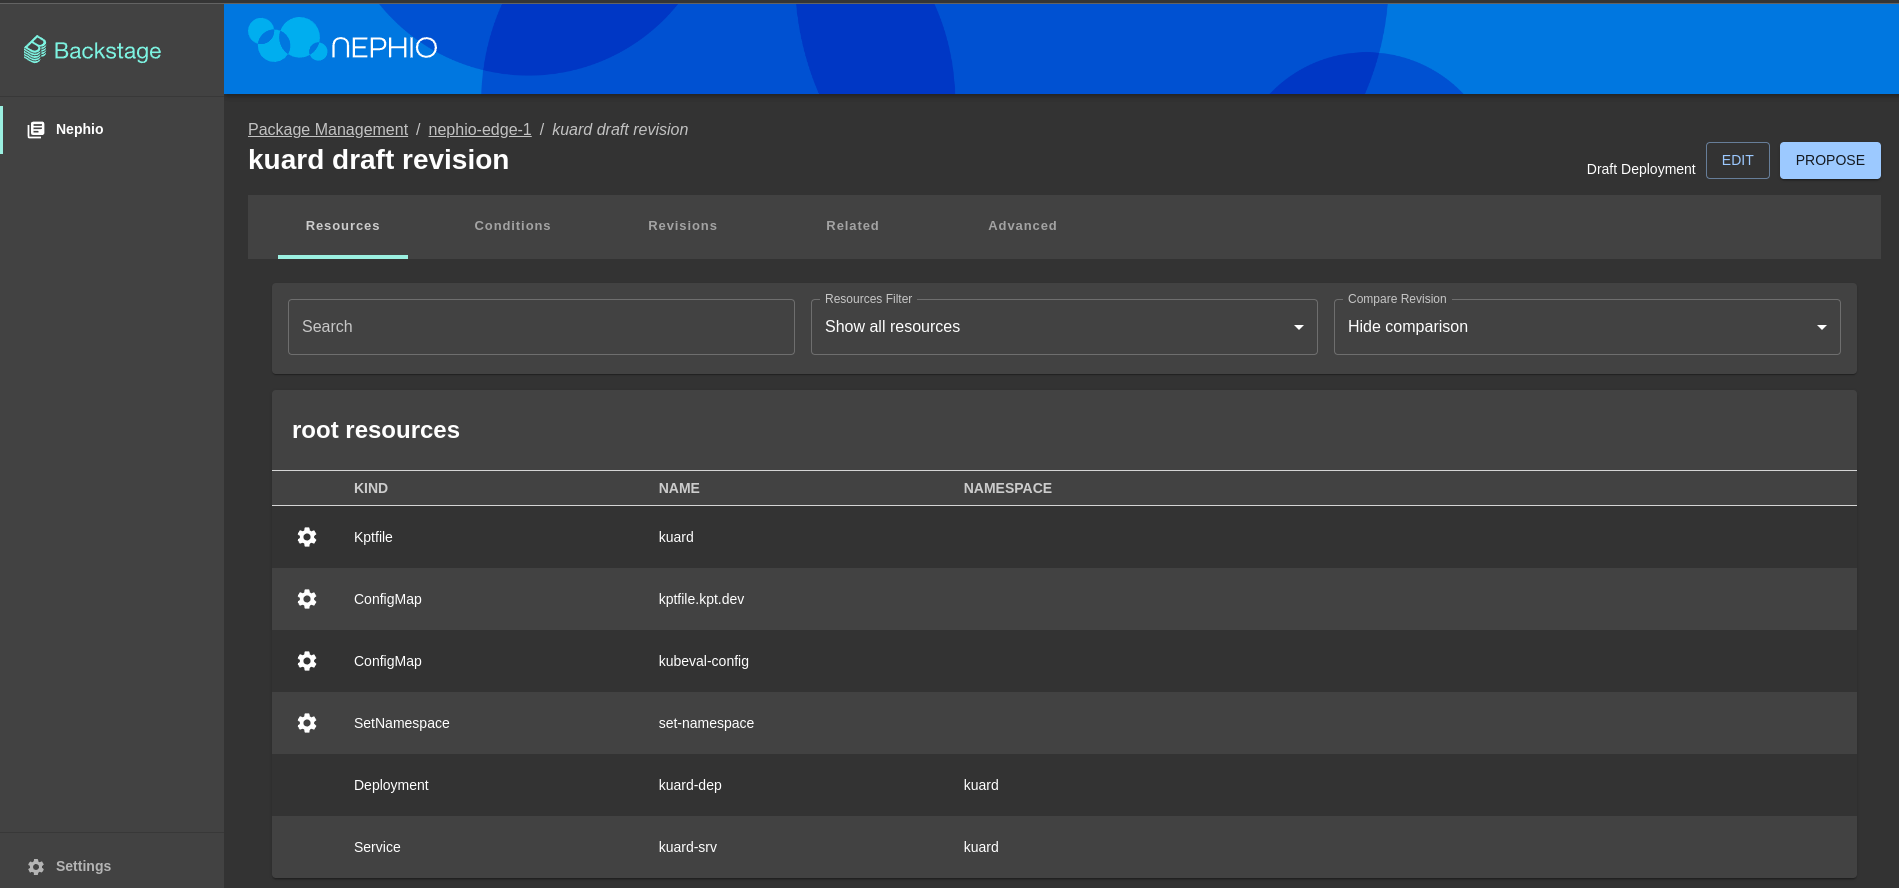 Backstage
NEPHIO
Nephio
Package Management / nephio-edge-1 / kuard draft revision
kuard draft revision
Draft Deployment EDIT PROPOSE
Resources Conditions Revisions Related Advanced
Resources Filter Compare Revision
Search Show all resources Hide comparison
root resources
KIND NAME NAMESPACE
Kptfile kuard
ConfigMap kptfile.kpt.dev
ConfigMap kubeval-config
SetNamespace set-namespace
Deployment kuard-dep kuard
Service kuard-srv kuard
Settings